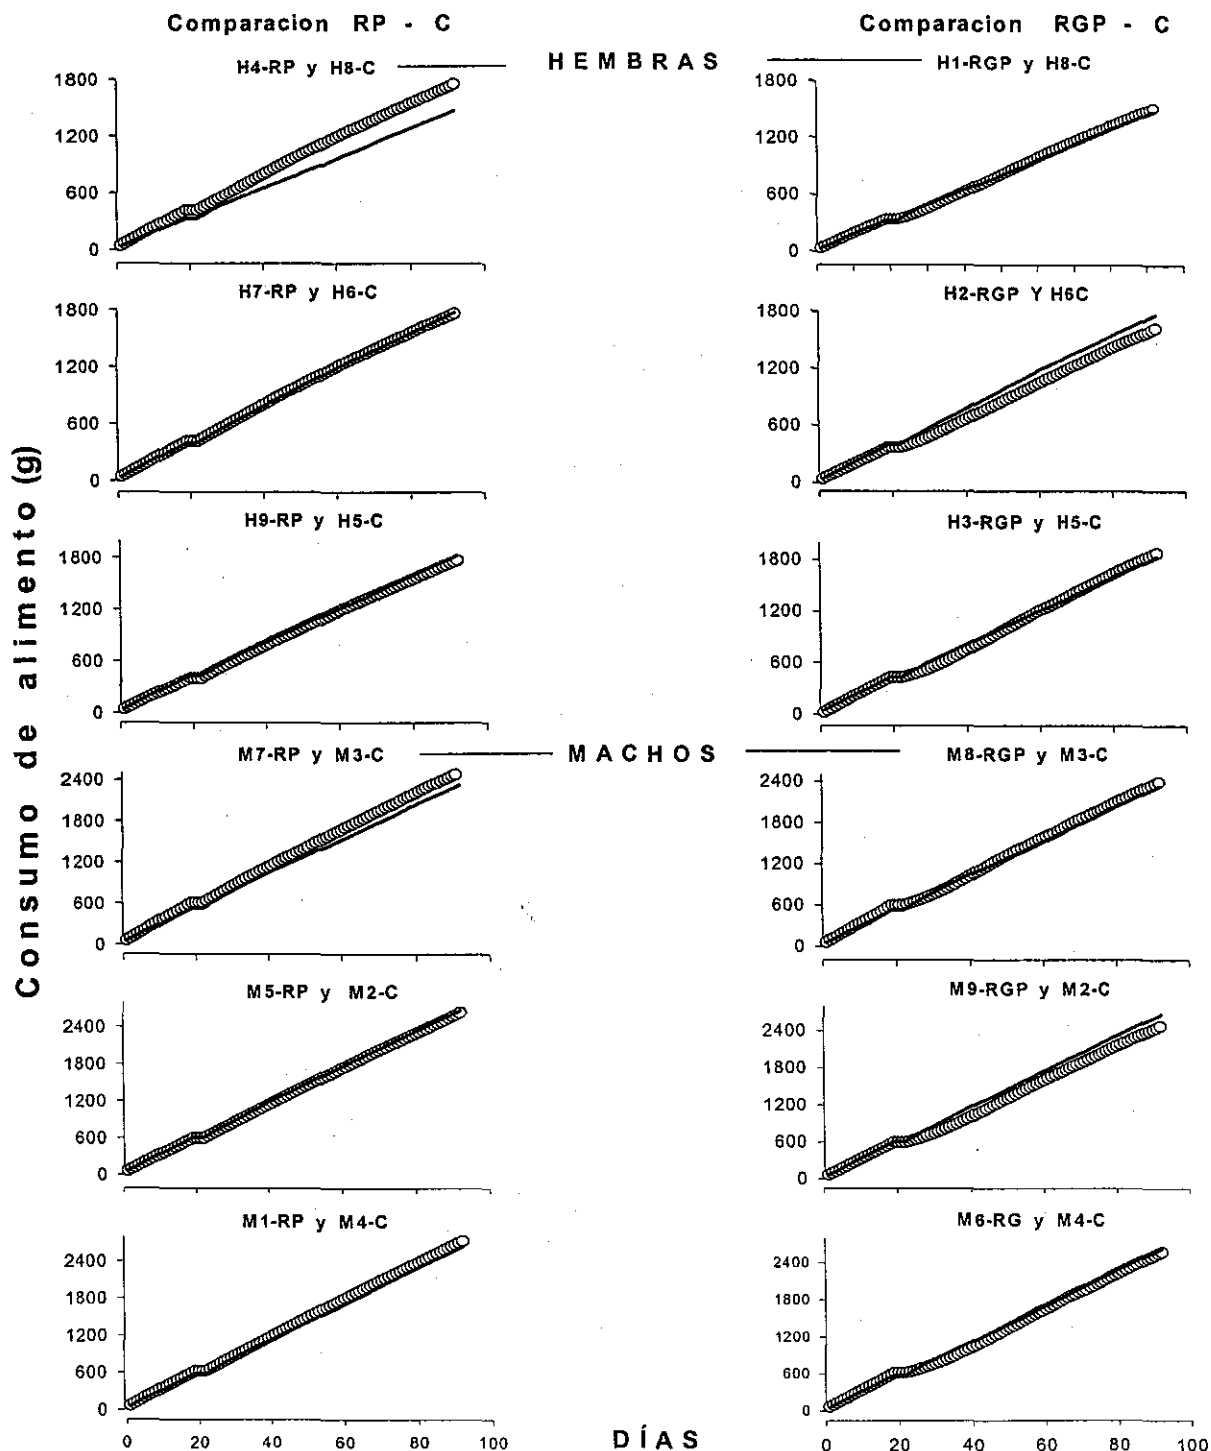 Comparacion RP - C
Comparacion RGP - C
HEMBRAS
H4-RP y H8-C
H1-RGP y H8-C
1800
1200
600
0
1800
1200
600
0
H7-RP y H6-C
H2-RGP Y H6C
1800
1200
600
0
1800
1200
600
0
H9-RP y H5-C
H3-RGP y H5-C
1800
1200
600
0
1800
1200
600
0
MACHOS
M7-RP y M3-C
M8-RGP y M3-C
2400
1800
1200
600
0
2400
1800
1200
600
0
M5-RP y M2-C
M9-RGP y M2-C
2400
1800
1200
600
0
2400
1800
1200
600
0
M1-RP y M4-C
M6-RG y M4-C
2400
1800
1200
600
0
2400
1800
1200
600
0
0 20 40 60 80 100
0 20 40 60 80 100
DÍAS
Consumo de alimento (g)